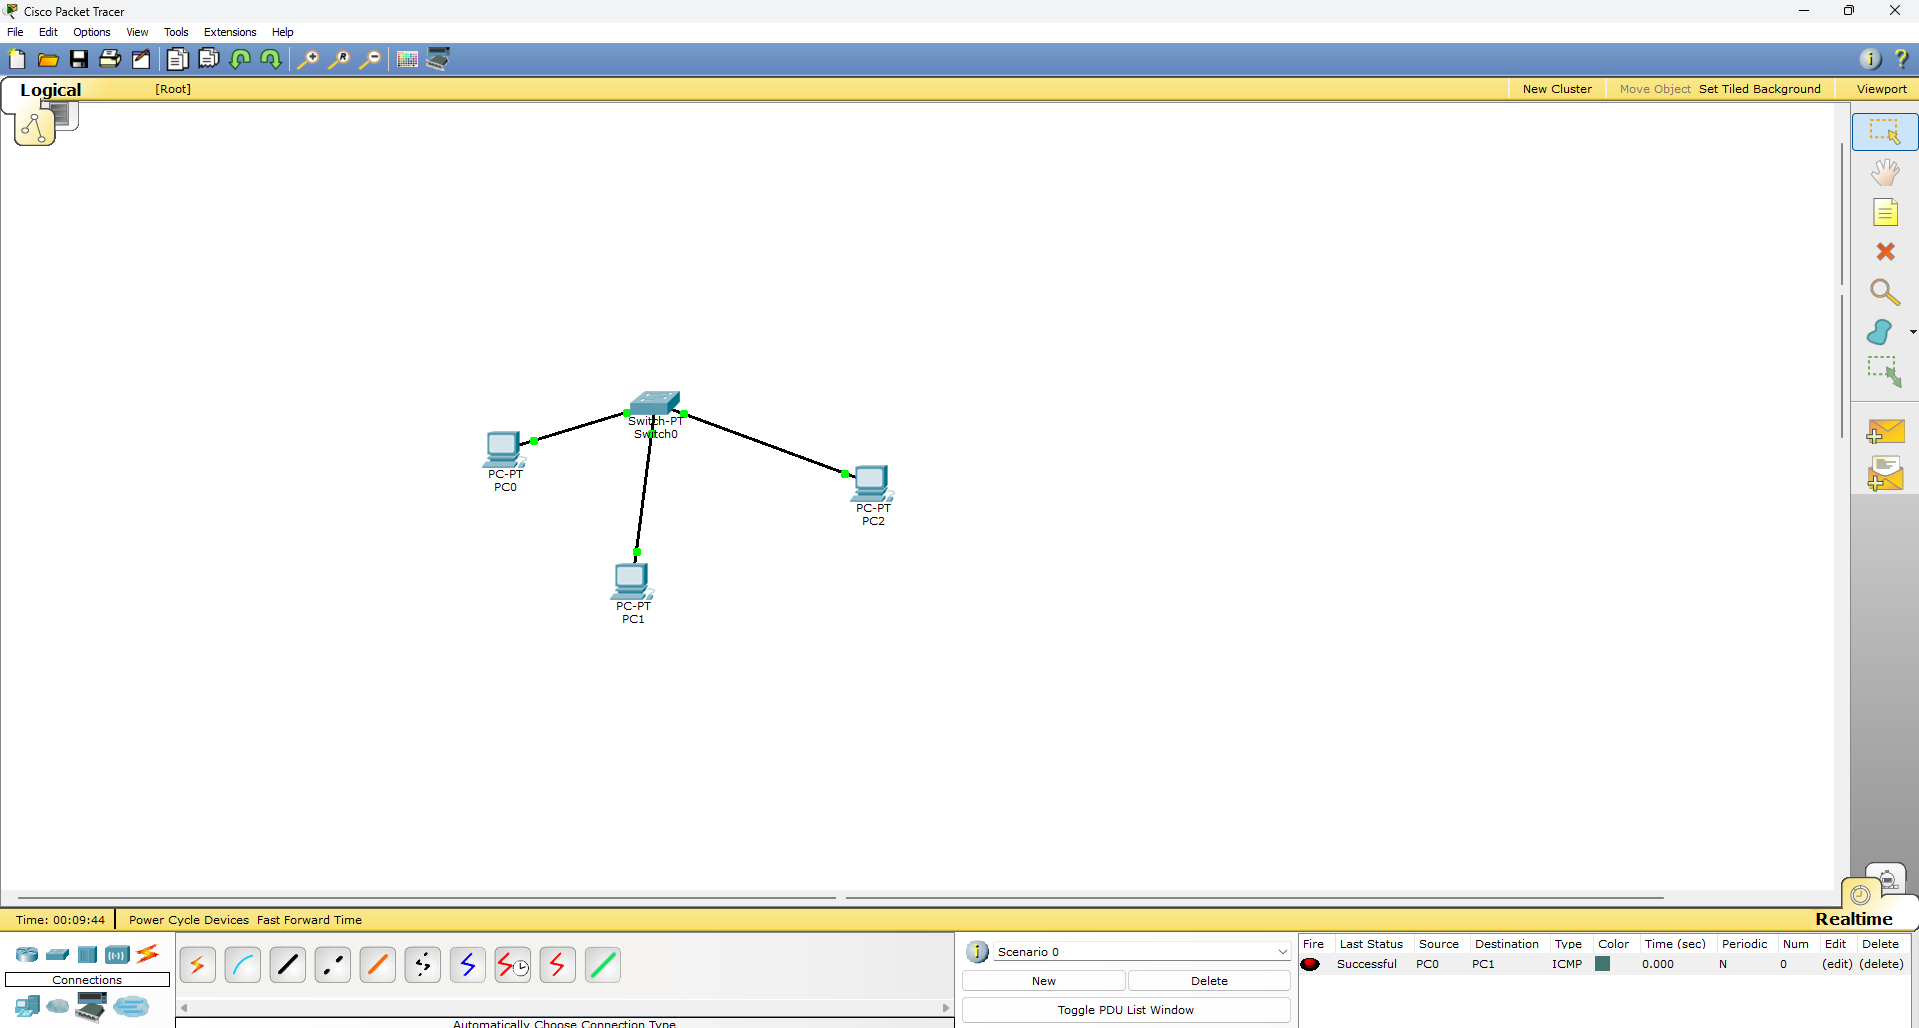 Cisco Packet Tracer
File Edit Options View Tools Extensions Help
Logical [Root] New Cluster Move Object Set Tiled Background Viewport
Switch-PT
Switch0
PC-PT
PC0
PC-PT
PC2
PC-PT
PC1
Time: 00:09:44 Power Cycle Devices Fast Forward Time Realtime
Connections
Automatically Choose Connection Type
Scenario 0
New Delete
Toggle PDU List Window
Fire Last Status Source Destination Type Color Time (sec) Periodic Num Edit Delete
Successful PC0 PC1 ICMP 0.000 N 0 (edit) (delete)